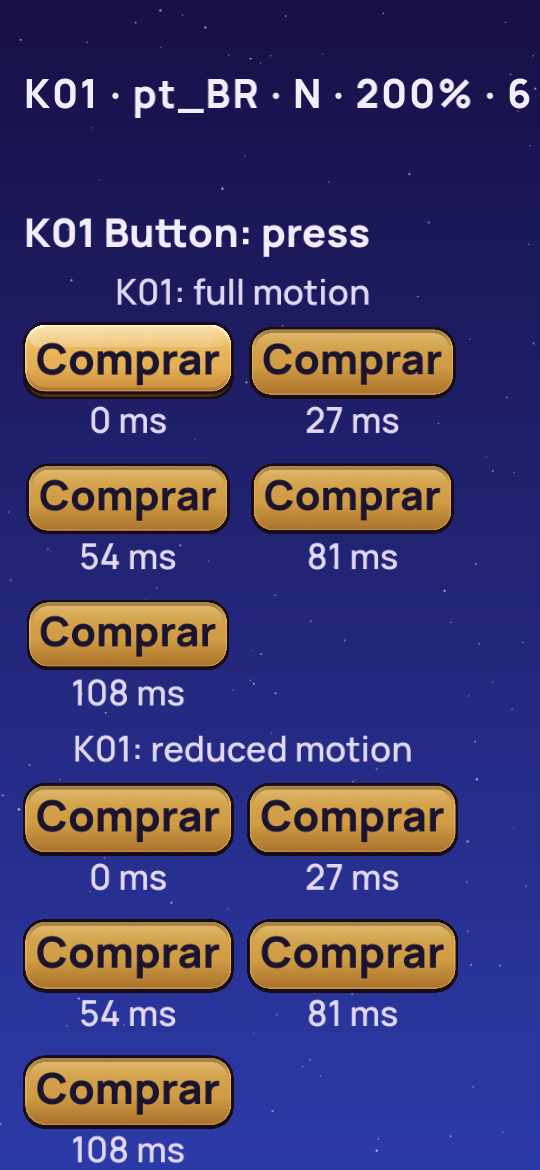 K01 · pt_BR · N · 200% · 6
K01 Button: press
K01: full motion
Comprar Comprar
0 ms 27 ms
Comprar Comprar
54 ms 81 ms
Comprar
108 ms
K01: reduced motion
Comprar Comprar
0 ms 27 ms
Comprar Comprar
54 ms 81 ms
Comprar
108 ms